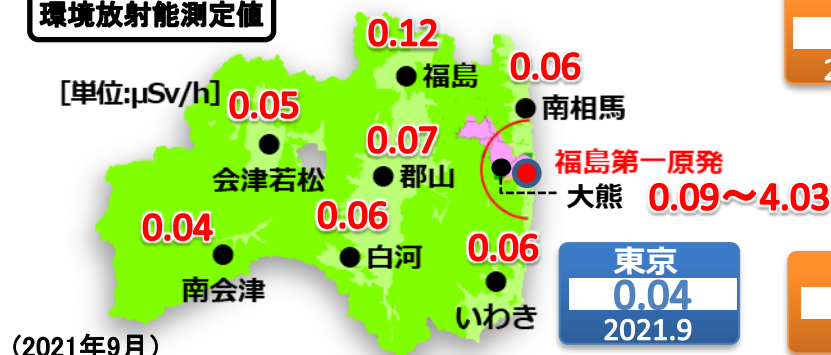 環境放射能測定値
[単位:μSv/h]
0.12
福島
0.06
南相馬
0.05
会津若松
0.07
郡山
福島第一原発
大熊
0.09～4.03
0.04
南会津
0.06
白河
0.06
いわき
東京
0.04
2021.9
(2021年9月)
2